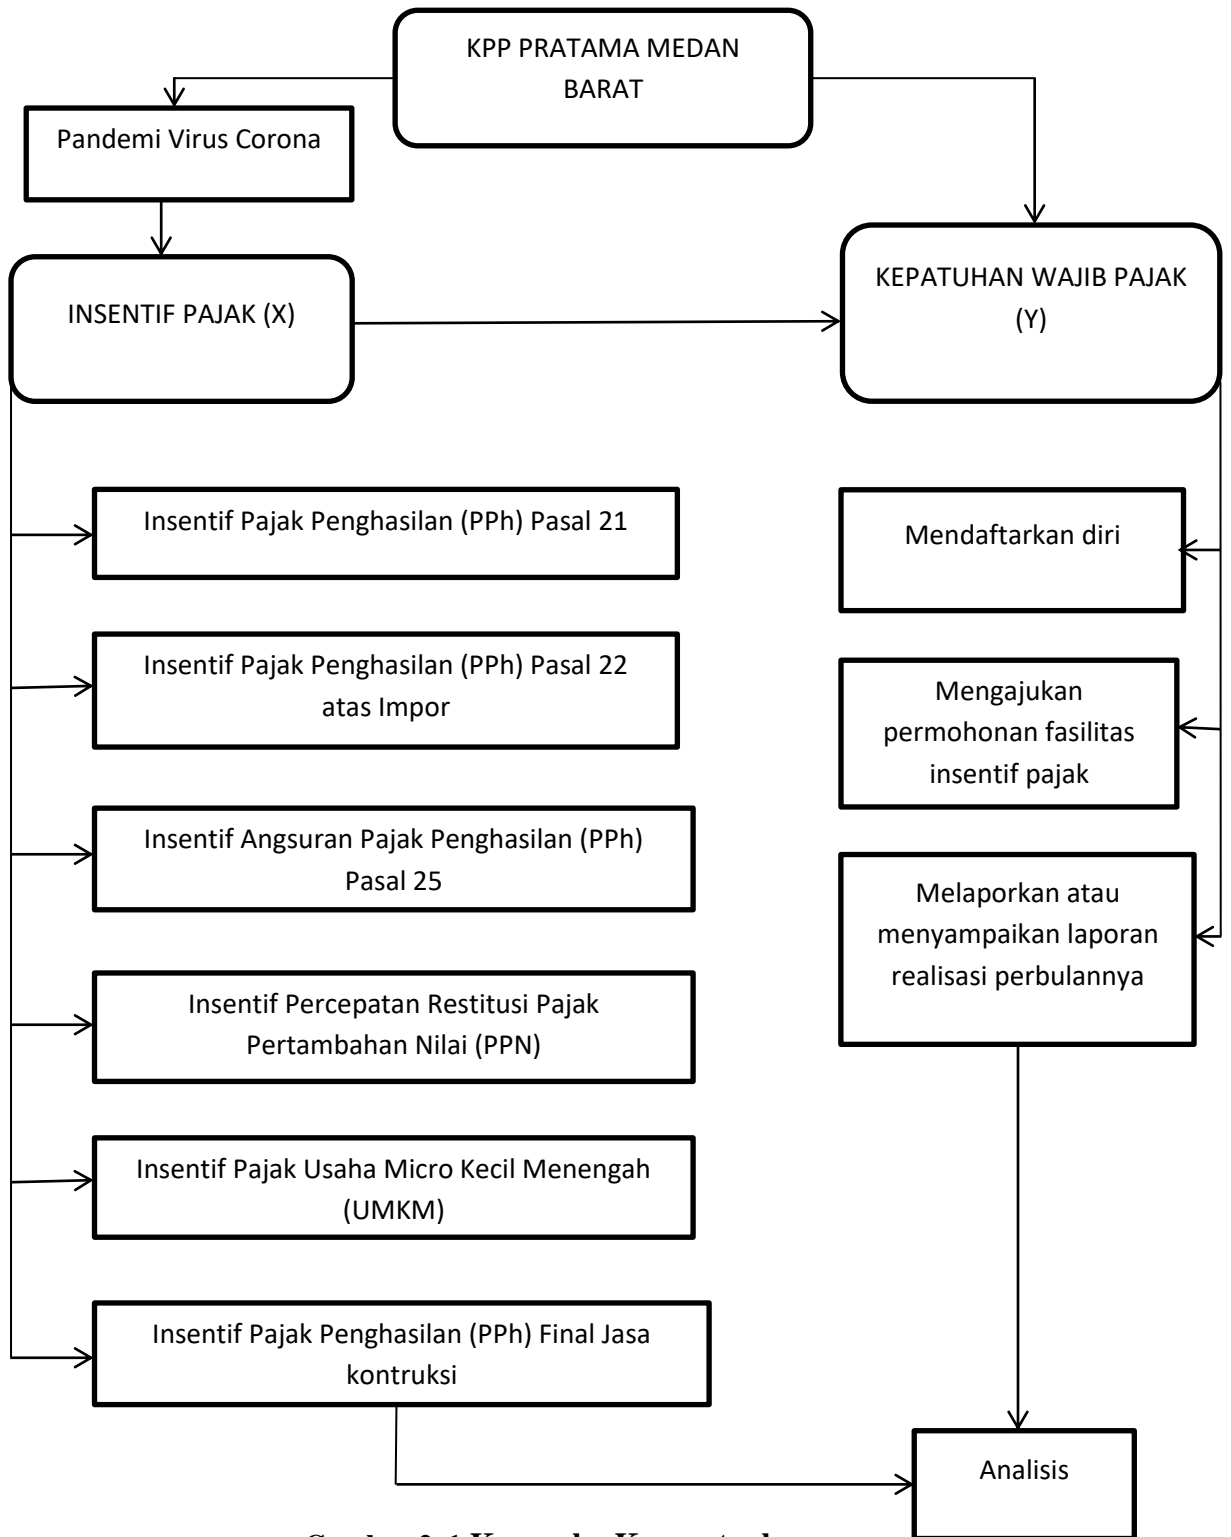 KPP PRATAMA MEDAN
BARAT
Pandemi Virus Corona
INSENTIF PAJAK (X)
KEPATUHAN WAJIB PAJAK
(Y)
Insentif Pajak Penghasilan (PPh) Pasal 21
Insentif Pajak Penghasilan (PPh) Pasal 22
atas Impor
Insentif Angsuran Pajak Penghasilan (PPh)
Pasal 25
Insentif Percepatan Restitusi Pajak
Pertambahan Nilai (PPN)
Insentif Pajak Usaha Micro Kecil Menengah
(UMKM)
Insentif Pajak Penghasilan (PPh) Final Jasa
kontruksi
Mendaftarkan diri
Mengajukan
permohonan fasilitas
insentif pajak
Melaporkan atau
menyampaikan laporan
realisasi perbulannya
Analisis